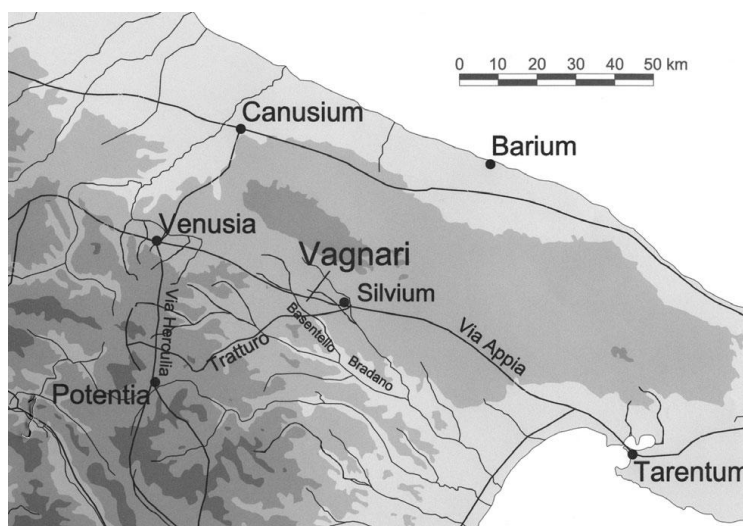 0 10 20 30 40 50 km
Canusium
Barium
Venusia
Vagnari
Silvium
Via Herculia
Basentello
Via Appia
Tratturo
Bradano
Potentia
Tarentum